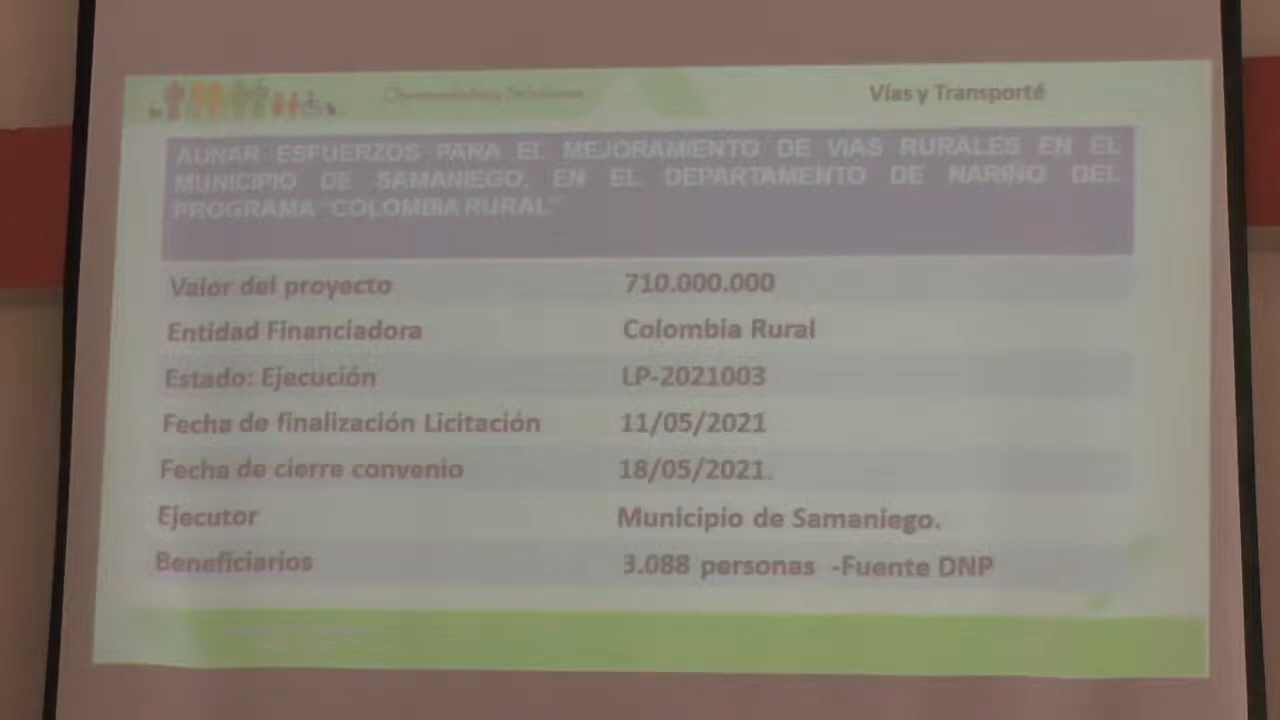 Vías y Transporté
AUNAR ESFUERZOS PARA EL MEJORAMIENTO DE VIAS RURALES EN EL
MUNICIPIO DE SAMANIEGO, EN EL DEPARTAMENTO DE NARIÑO DEL
PROGRAMA "COLOMBIA RURAL"
Valor del proyecto 710.000.000
Entidad Financiadora Colombia Rural
Estado: Ejecución LP-2021003
Fecha de finalización Licitación 11/05/2021
Fecha de cierre convenio 18/05/2021.
Ejecutor Municipio de Samaniego.
Beneficiarios 3.088 personas -Fuente DNP